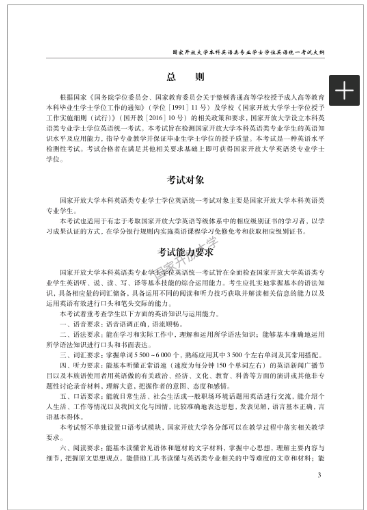 国家开放大学本科英语类专业学士学位英语统一考试大纲
总 则
根据国家《国务院学位委员会、国家教育委员会关于整顿普通高等学校授予成人高等教育
本科毕业生学士学位工作的通知》(学位〔1991〕11 号)及学校《国家开放大学学士学位授予
工作实施细则(试行)》(国开教〔2016〕10 号)的相关政策和要求,国家开放大学设立本科英
语类专业学士学位英语统一考试。本考试旨在检测国家开放大学本科英语类专业学生的英语知
识水平及应用能力,指导专业教学并保证毕业生学士学位的授予质量。本考试是一种英语水平
检测性考试。考试合格者在满足其他相关要求基础上即可获得国家开放大学英语类专业学士
学位。
考试对象
国家开放大学本科英语类专业学士学位英语统一考试对象主要是国家开放大学本科英语类
专业学生。
本考试也适用于有志于考取国家开放大学英语等级体系中的相应级别证书的学习者,以学
习成果认证的方式,在学分银行规则内实施英语课程学习免修免考和获取相应级别证书。
考试能力要求
国家开放大学本科英语类专业学士学位英语统一考试旨在全面检查国家开放大学英语类专
业学生英语听、说、读、写、译等基本技能的综合运用能力。考生应扎实地掌握基本的语法知
识,具备相应量的词汇储备,具备运用不同的阅读和听力技巧获取并解读相关信息的能力以及
运用英语有效进行口头和笔头交际的能力。
本考试着重考查学生以下方面的英语知识与运用能力。
一、语音要求:语音语调正确,语流顺畅。
二、语法要求:能在学习和实际工作中,理解和运用所学语法知识;能够基本准确地运用
所学语法知识进行口头和书面表达。
三、词汇要求:掌握单词 5 500~6 000 个,熟练应用其中 3 500 个左右单词及其常用搭配。
四、听力要求:能基本听懂正常语速(速度为每分钟 150 个单词左右)的英语新闻广播节
目以及本族语使用者用英语做的有关政治、经济、文化、教育、科普等方面的演讲或其他非专
题性讨论录音材料,理解大意,把握作者的意图、态度和感情。
五、口语要求:能就日常生活、社会生活或一般职场环境话题用英语进行交流,能介绍个
人生活、工作等情况以及我国文化与国情,比较准确地表达思想,发表见解,语言基本正确,言
语基本得体。
本考试暂不单独设置口语考试模块,国家开放大学各分部可以在教学过程中落实相关教学
要求。
六、阅读要求:能基本读懂常见语体和题材的文字材料,掌握中心思想,理解主要内容与
细节,把握原文思想观点。能借助工具书读懂与英语类专业相关的中等难度的文章和材料;能
3
国家开放大学